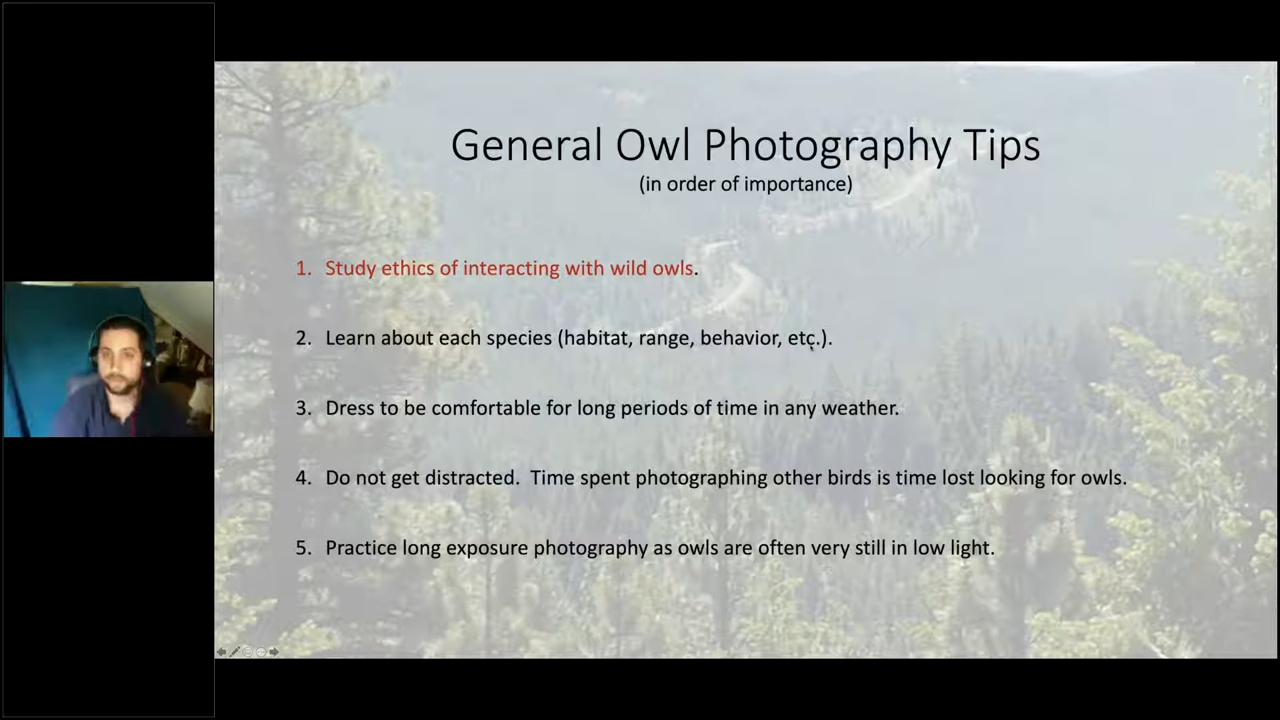 General Owl Photography Tips
(in order of importance)
1. Study ethics of interacting with wild owls.
2. Learn about each species (habitat, range, behavior, etc.).
3. Dress to be comfortable for long periods of time in any weather.
4. Do not get distracted.  Time spent photographing other birds is time lost looking for owls.
5. Practice long exposure photography as owls are often very still in low light.